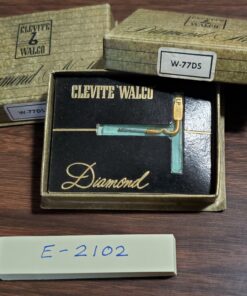 CLEVITE
WALCO
W-77DS
W-77DS
CLEVITE WALCO
Diamond
E-2102